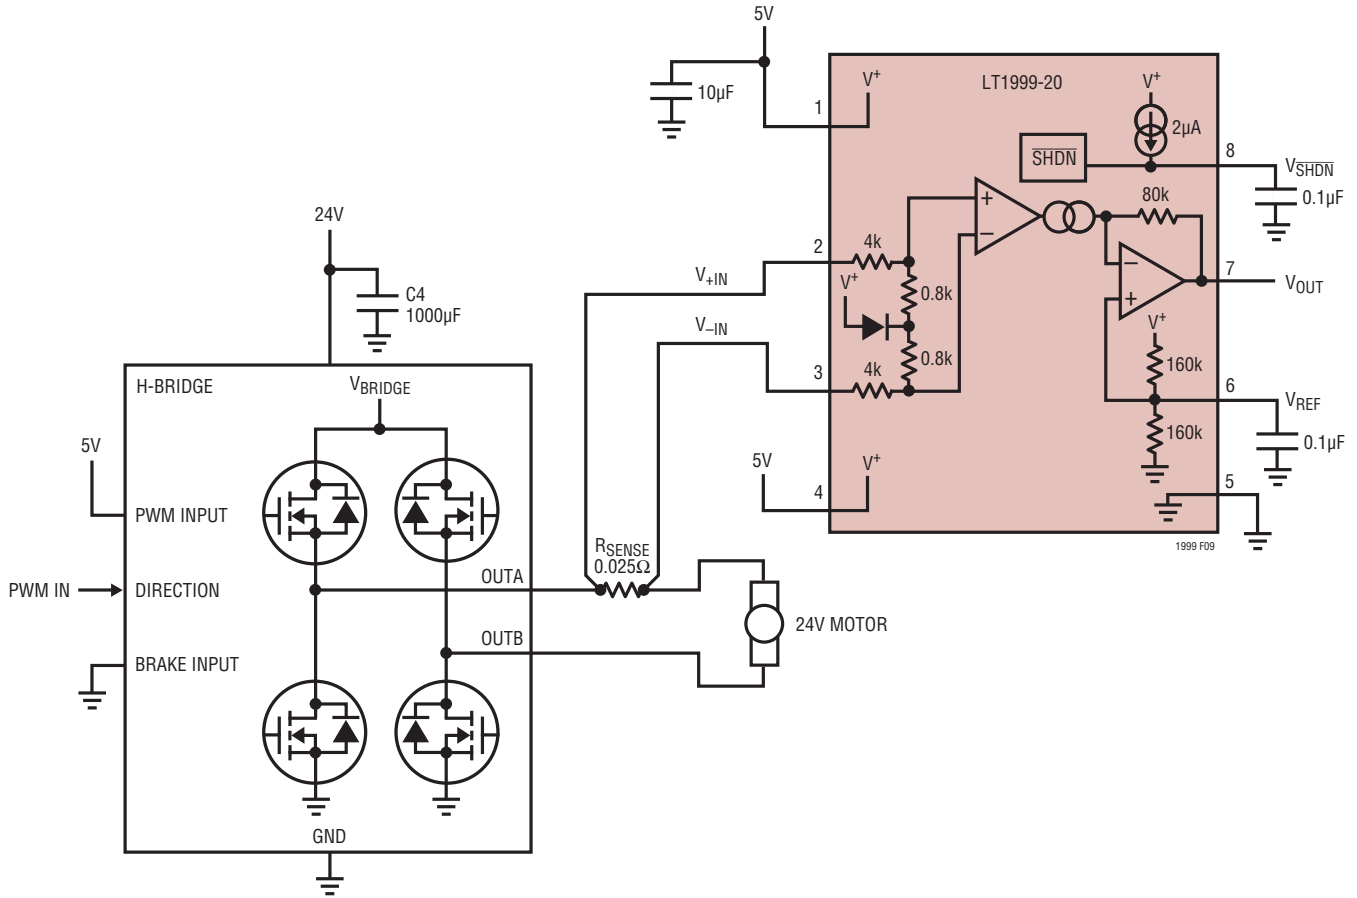 5V
10µF
1
V+
LT1999-20
V+
2µA
SHDN
8
VSHDN
0.1µF
80k
24V
2
4k
V+IN
V+
0.8k
7
VOUT
C4
1000µF
V–IN
V+
0.8k
160k
3
4k
6
VREF
H-BRIDGE
VBRIDGE
160k
0.1µF
5V
5V
V+
4
5
PWM INPUT
1999 F09
RSENSE
0.025Ω
OUTA
PWM IN
DIRECTION
24V MOTOR
OUTB
BRAKE INPUT
GND